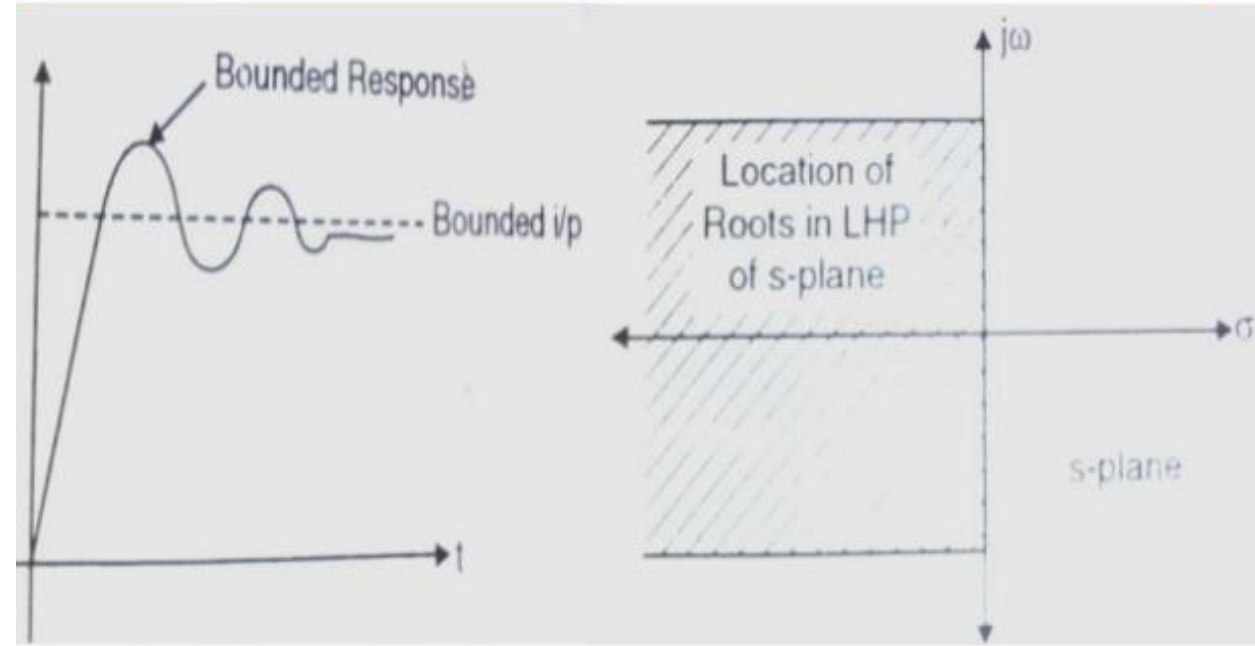 Bounded Response
Bounded i/p
t
jω
Location of
Roots in LHP
of s-plane
σ
s-plane